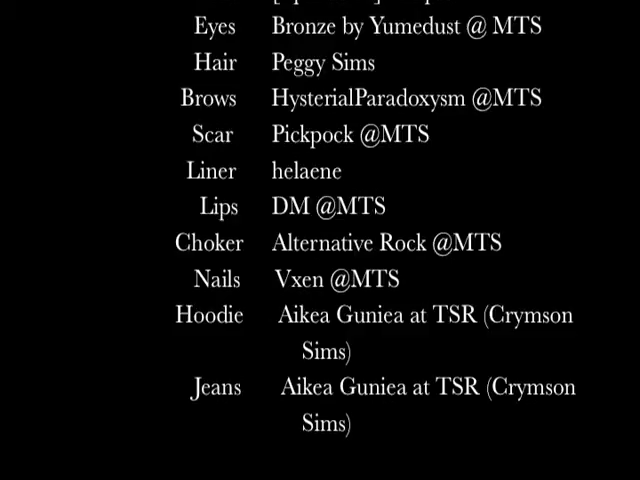 Eyes Bronze by Yumedust @ MTS
Hair Peggy Sims
Brows HysterialParadoxysm @MTS
Scar Pickpock @MTS
Liner helaene
Lips DM @MTS
Choker Alternative Rock @MTS
Nails Vxen @MTS
Hoodie Aikea Guniea at TSR (Crymson
Sims)
Jeans Aikea Guniea at TSR (Crymson
Sims)